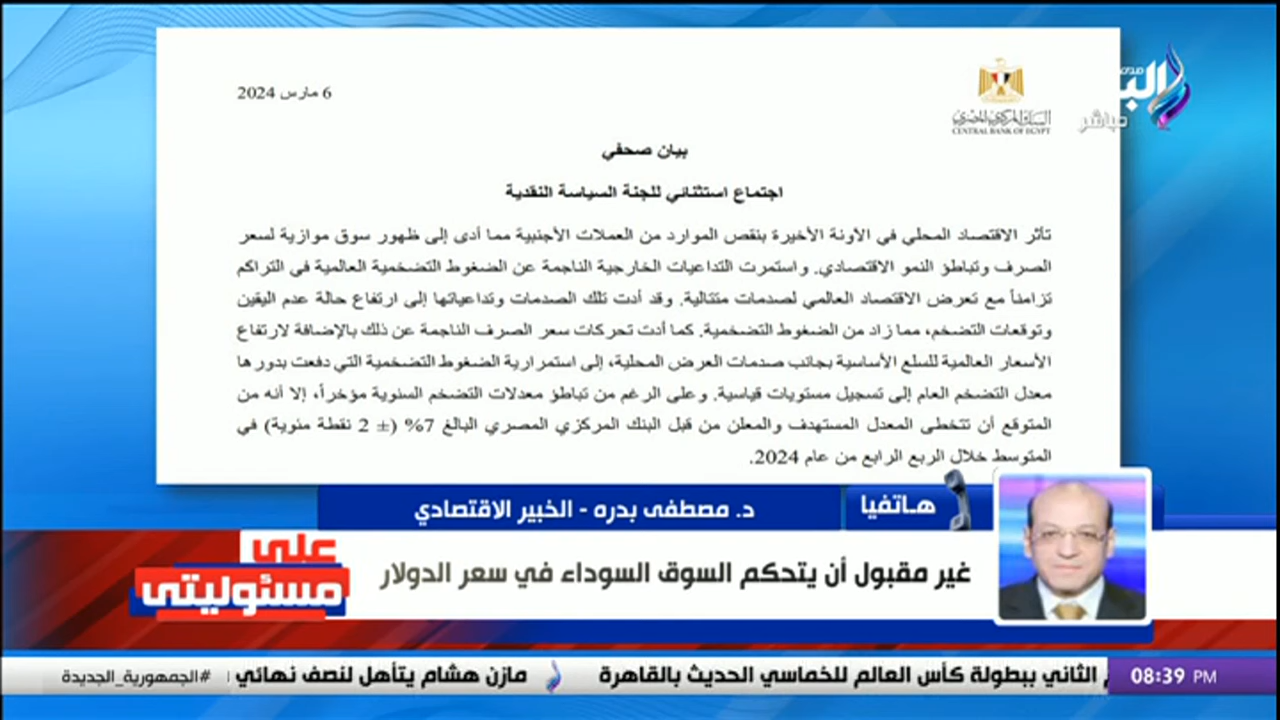 6 مارس 2024
البنك المركزي المصري
CENTRAL BANK OF EGYPT
مباشر
بيان صحفي
اجتماع استثنائي للجنة السياسة النقدية
تأثر الاقتصاد المحلي في الأونة الأخيرة بنقص الموارد من العملات الأجنبية مما أدى إلى ظهور سوق موازية لسعر
الصرف وتباطؤ النمو الاقتصادي. واستمرت التداعيات الخارجية الناجمة عن الضغوط التضخمية العالمية في التراكم
تزامناً مع تعرض الاقتصاد العالمي لصدمات متتالية. وقد أدت تلك الصدمات وتداعياتها إلى ارتفاع حالة عدم اليقين
وتوقعات التضخم، مما زاد من الضغوط التضخمية. كما أدت تحركات سعر الصرف الناجمة عن ذلك بالإضافة لارتفاع
الأسعار العالمية للسلع الأساسية بجانب صدمات العرض المحلية، إلى استمرارية الضغوط التضخمية التي دفعت بدورها
معدل التضخم العام إلى تسجيل مستويات قياسية. وعلى الرغم من تباطؤ معدلات التضخم السنوية مؤخراً، إلا أنه من
المتوقع أن تتخطى المعدل المستهدف والمعلن من قبل البنك المركزي المصري البالغ 7% (± 2 نقطة مئوية) في
المتوسط خلال الربع الرابع من عام 2024.
هاتفيا
د. مصطفى بدره - الخبير الاقتصادي
غير مقبول أن يتحكم السوق السوداء في سعر الدولار
على
مسئوليتى
الثاني ببطولة كأس العالم للخماسي الحديث بالقاهرة
مازن هشام يتأهل لنصف نهائي
#الجمهورية_الجديدة
08:39 PM